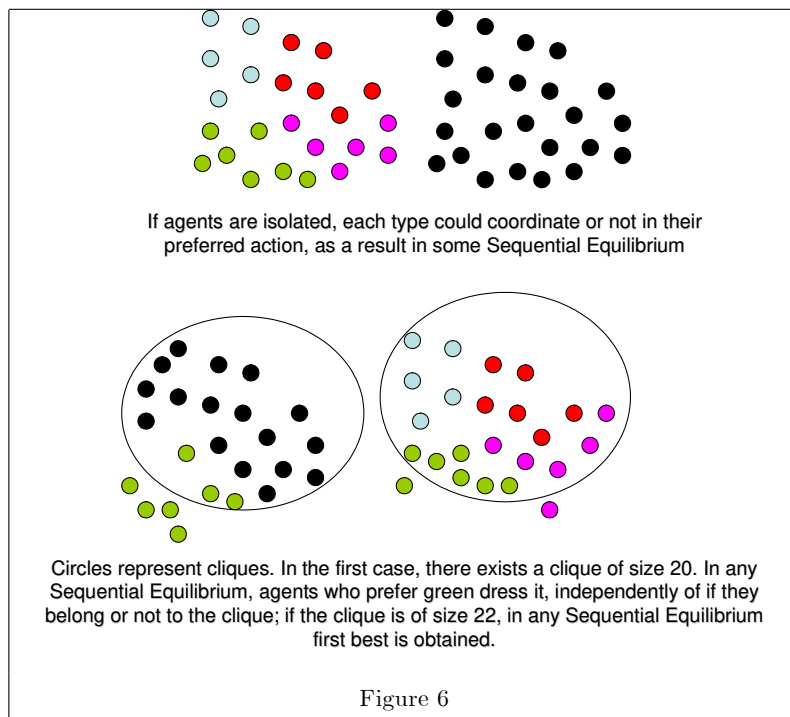 If agents are isolated, each type could coordinate or not in their
preferred action, as a result in some Sequential Equilibrium
Circles represent cliques. In the first case, there exists a clique of size 20. In any
Sequential Equilibrium, agents who prefer green dress it, independently of if they
belong or not to the clique; if the clique is of size 22, in any Sequential Equilibrium
first best is obtained.
Figure 6